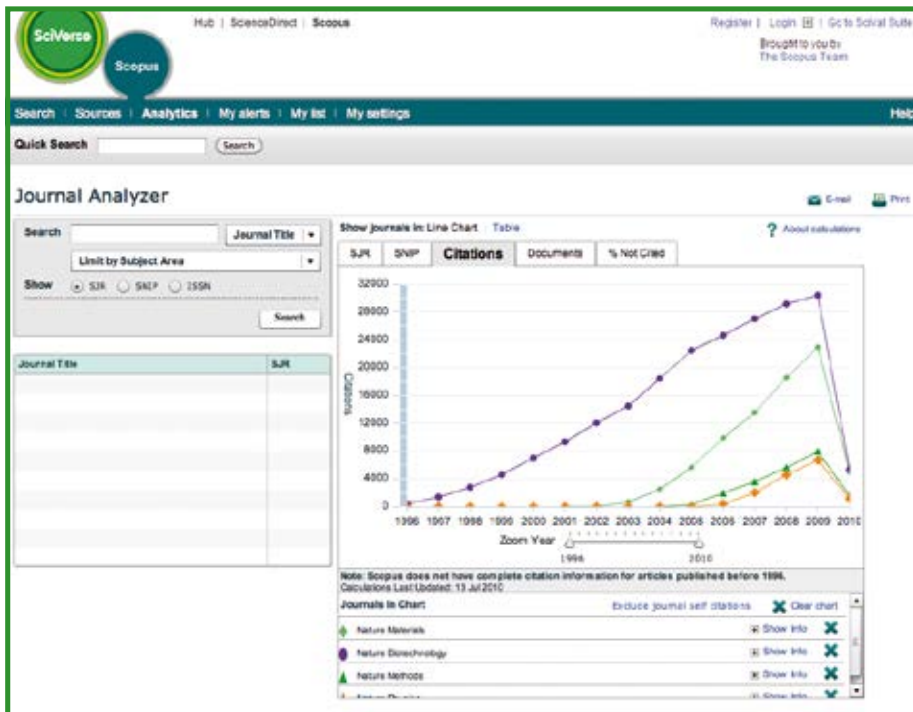 Hub | ScienceDirect | Scopus
Register | Login | Go to SciVal Suite
SciVerse
Scopus
Brought to you by
The Scopus Team
Search | Sources | Analytics | My alerts | My list | My settings
Help
Quick Search
Search
Journal Analyzer
E-mail
Print
Search
Journal Title
Limit by Subject Area
Show SJR SNIP ISSN
Search
Journal Title SJR
Show journals in: Line Chart | Table
About calculations
SJR SNIP Citations Documents % Not Cited
32000
28000
24000
20000
16000
12000
8000
4000
0
Citations
1996 1997 1998 1999 2000 2001 2002 2003 2004 2005 2006 2007 2008 2009 2010
Zoom Year
1996 2010
Note: Scopus does not have complete citation information for articles published before 1996.
Calculations Last Updated: 13 Jul 2010
Journals in Chart Exclude journal self citations Clear chart
Nature Materials Show Info
Nature Biotechnology Show Info
Nature Methods Show Info
Nature Show Info